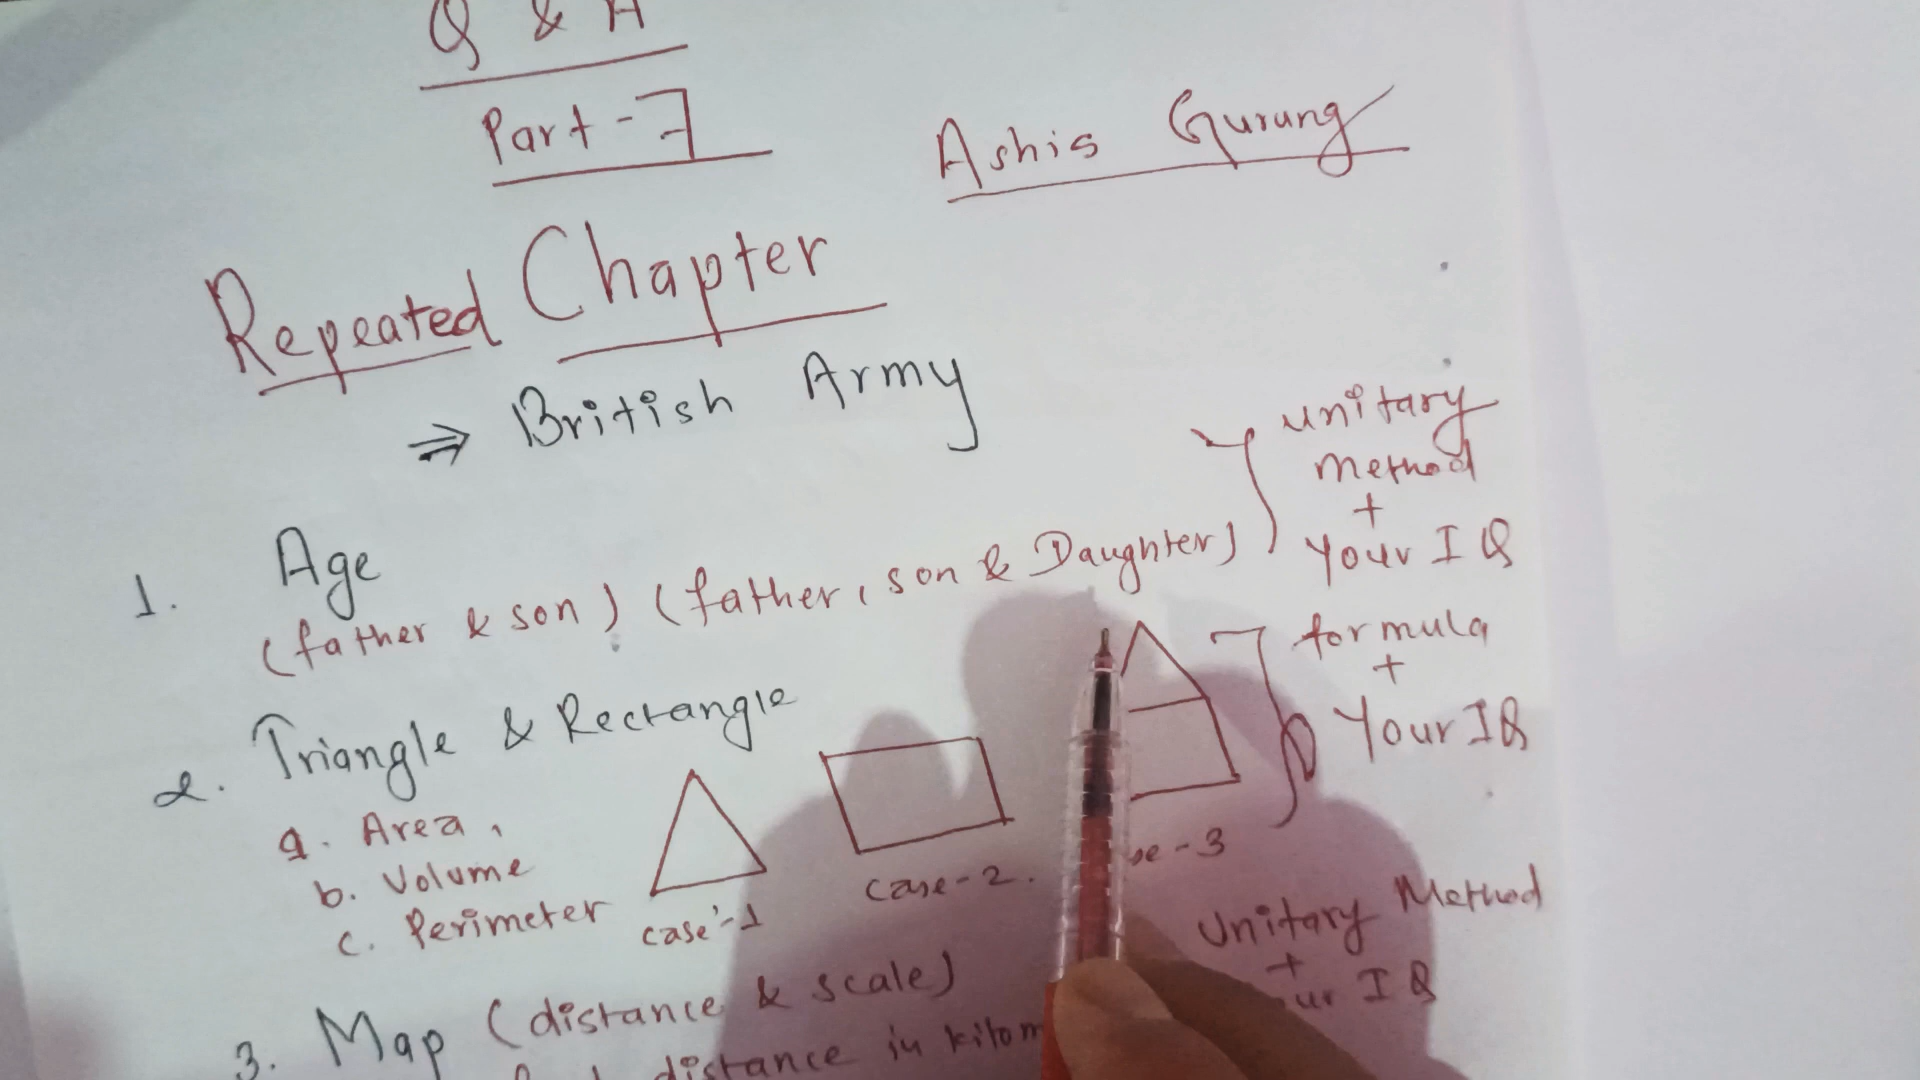 Q & A
Part-7
Ashis Gurung
Repeated Chapter
⇒ British Army
1. Age
(father & son) (father, son & Daughter)
unitary
method
+
Your IQ
2. Triangle & Rectangle
a. Area,
b. Volume
c. Perimeter
case-1
case-2.
-3
formula
+
Your IQ
3. Map (distance & scale)
distance in
Unitary Method
+
IQ